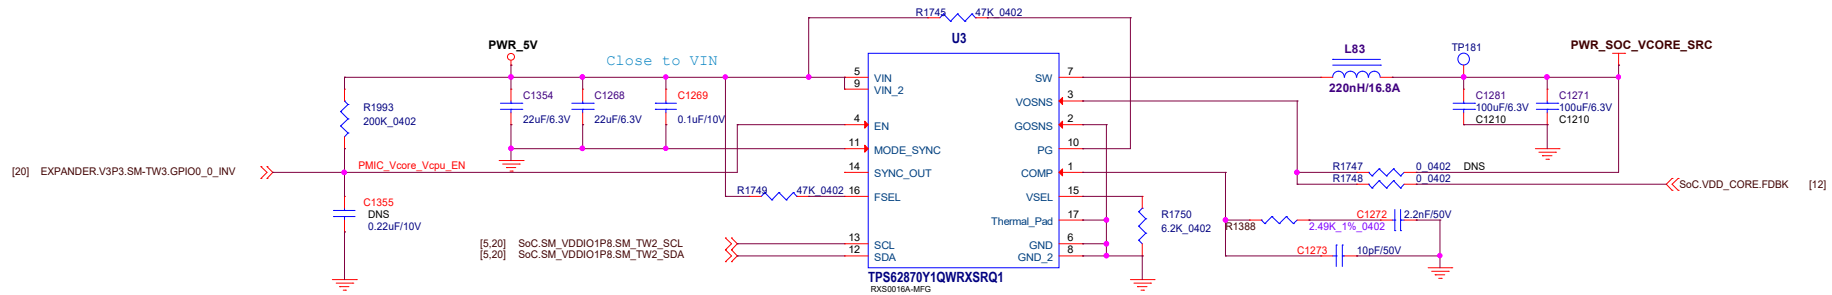 R1745 47K_0402
U3
PWR_5V
Close to VIN
L83
220nH/16.8A
TP181
PWR_SOC_VCORE_SRC
R1993
200K_0402
C1354
22uF/6.3V
C1268
22uF/6.3V
C1269
0.1uF/10V
5 VIN
9 VIN_2
4 EN
11 MODE_SYNC
14 SYNC_OUT
16 FSEL
13 SCL
12 SDA
SW 7
VOSNS 3
GOSNS 2
PG 10
COMP 1
VSEL 15
Thermal_Pad 17
GND 6
GND_2 8
TPS62870Y1QWRXSRQ1
RXS0016A-MFG
C1281
100uF/6.3V
C1210
C1271
100uF/6.3V
C1210
[20] EXPANDER.V3P3.SM-TW3.GPIO0_0_INV
PMIC_Vcore_Vcpu_EN
C1355
DNS
0.22uF/10V
R1749 47K_0402
[5,20] SoC.SM_VDDIO1P8.SM_TW2_SCL
[5,20] SoC.SM_VDDIO1P8.SM_TW2_SDA
R1747 0_0402 DNS
R1748 0_0402
SoC.VDD_CORE.FDBK [12]
R1750
6.2K_0402
R1388
2.49K_1%_0402
C1272 2.2nF/50V
C1273 10pF/50V